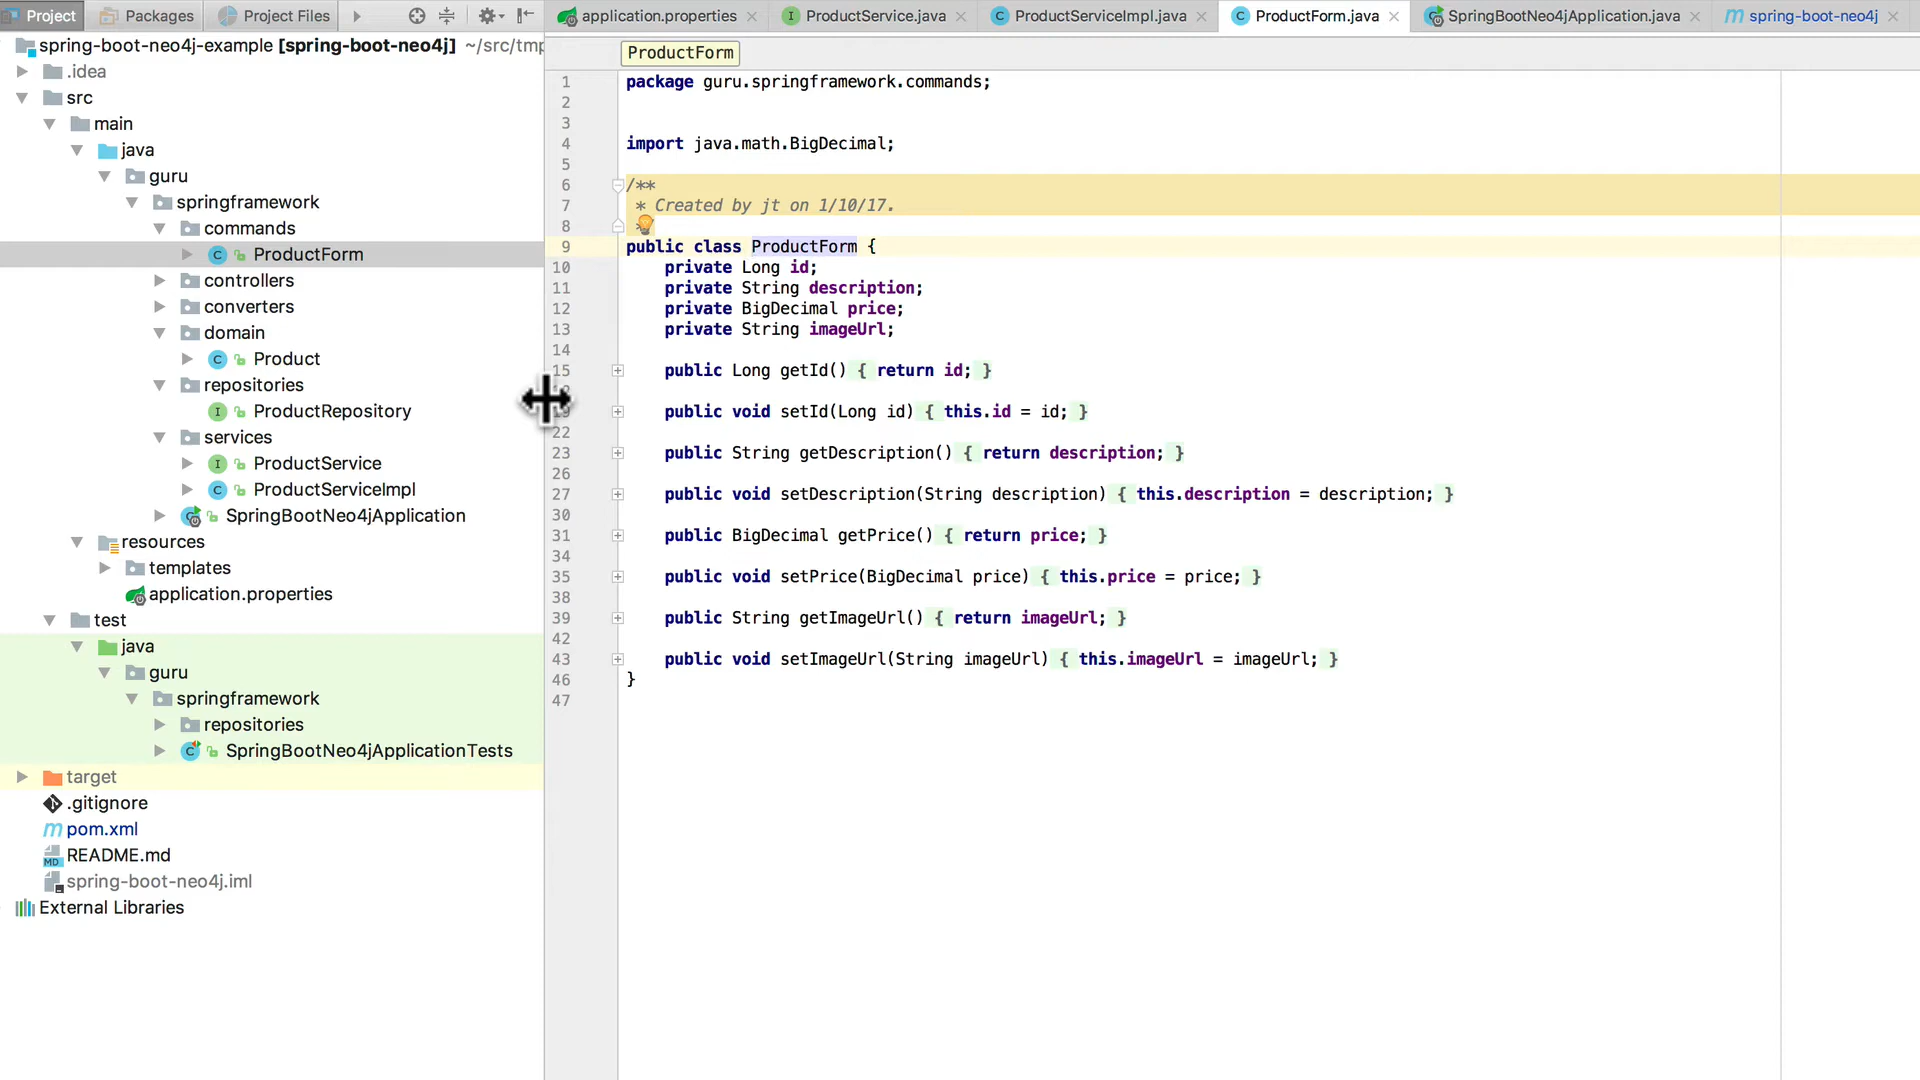 Project Packages Project Files
application.properties ProductService.java ProductServiceImpl.java ProductForm.java SpringBootNeo4jApplication.java spring-boot-neo4j
spring-boot-neo4j-example [spring-boot-neo4j] ~/src/tmp
.idea
src
main
java
guru
springframework
commands
ProductForm
controllers
converters
domain
Product
repositories
ProductRepository
services
ProductService
ProductServiceImpl
SpringBootNeo4jApplication
resources
templates
application.properties
test
java
guru
springframework
repositories
SpringBootNeo4jApplicationTests
target
.gitignore
pom.xml
README.md
spring-boot-neo4j.iml
External Libraries
ProductForm
1 package guru.springframework.commands;
2
3
4 import java.math.BigDecimal;
5
6 /**
7 * Created by jt on 1/10/17.
8
9 public class ProductForm {
10 private Long id;
11 private String description;
12 private BigDecimal price;
13 private String imageUrl;
14
15 public Long getId() { return id; }
public void setId(Long id) { this.id = id; }
22
23 public String getDescription() { return description; }
26
27 public void setDescription(String description) { this.description = description; }
30
31 public BigDecimal getPrice() { return price; }
34
35 public void setPrice(BigDecimal price) { this.price = price; }
38
39 public String getImageUrl() { return imageUrl; }
42
43 public void setImageUrl(String imageUrl) { this.imageUrl = imageUrl; }
46 }
47